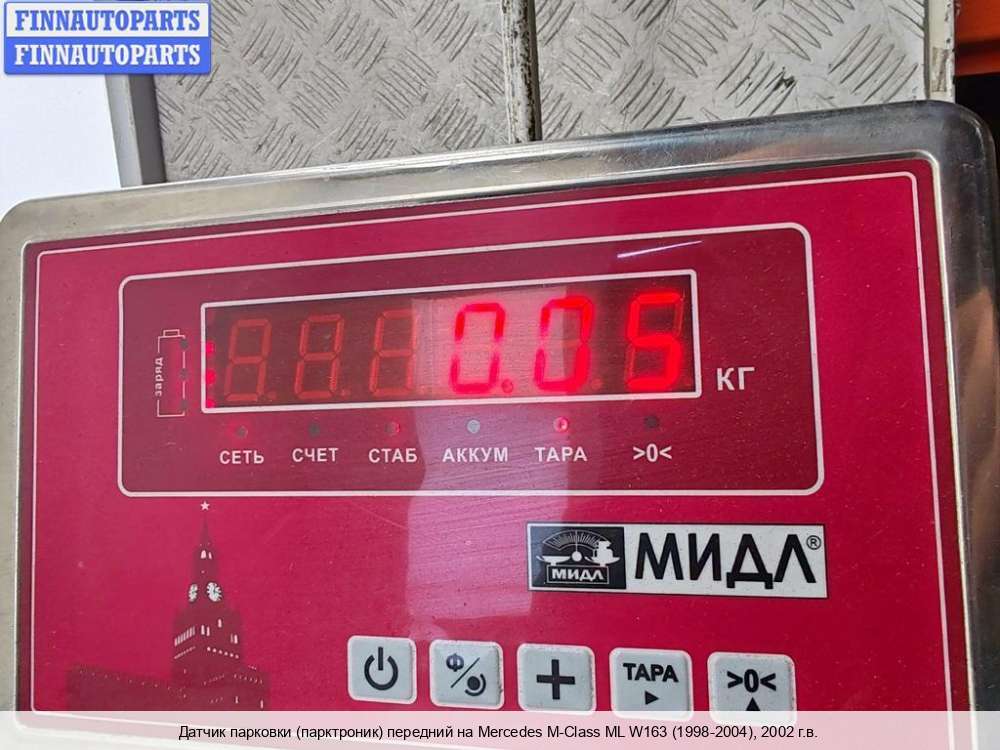 FINNAUTOPARTS
FINNAUTOPARTS
заряд
0.05 КГ
СЕТЬ СЧЕТ СТАБ АККУМ ТАРА >0<
МИДЛ МИДЛ®
Ф/ + ТАРА >0<
Датчик парковки (парктроник) передний на Mercedes M-Class ML W163 (1998-2004), 2002 г.в.